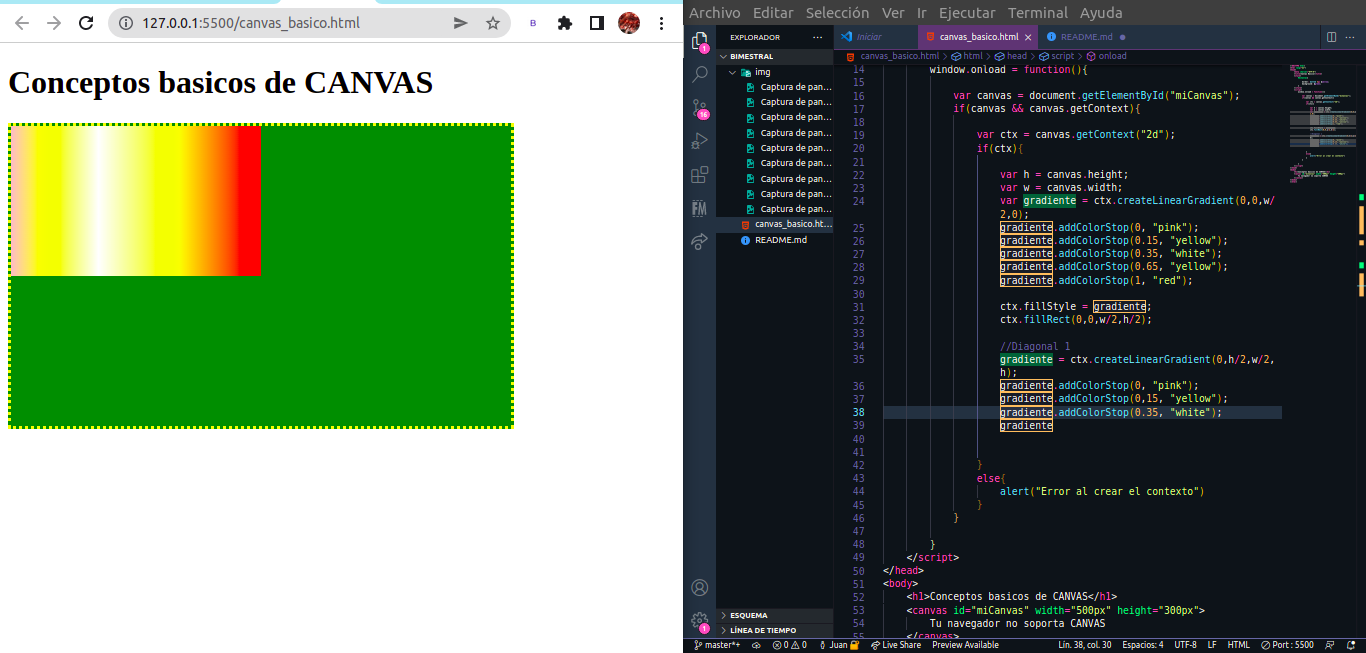 127.0.0.1:5500/canvas_basico.html
B
Conceptos basicos de CANVAS
Archivo Editar Selección Ver Ir Ejecutar Terminal Ayuda
EXPLORADOR ...
BIMESTRAL
img
Captura de pan...
Captura de pan...
Captura de pan...
Captura de pan...
Captura de pan...
Captura de pan...
Captura de pan...
Captura de pan...
Captura de pan...
canvas_basico.ht...
README.md
ESQUEMA
LÍNEA DE TIEMPO
1
16
FM
1
Iniciar
canvas_basico.html ×
README.md
canvas_basico.html > html > head > script > onload
14 window.onload = function(){
15
16 var canvas = document.getElementById("miCanvas");
17 if(canvas && canvas.getContext){
18
19 var ctx = canvas.getContext("2d");
20 if(ctx){
21
22 var h = canvas.height;
23 var w = canvas.width;
24 var gradiente = ctx.createLinearGradient(0,0,w/
2,0);
25 gradiente.addColorStop(0, "pink");
26 gradiente.addColorStop(0.15, "yellow");
27 gradiente.addColorStop(0.35, "white");
28 gradiente.addColorStop(0.65, "yellow");
29 gradiente.addColorStop(1, "red");
30
31 ctx.fillStyle = gradiente;
32 ctx.fillRect(0,0,w/2,h/2);
33
34 //Diagonal 1
35 gradiente = ctx.createLinearGradient(0,h/2,w/2,
h);
36 gradiente.addColorStop(0, "pink");
37 gradiente.addColorStop(0,15, "yellow");
38 gradiente.addColorStop(0.35, "white");
39 gradiente
40
41
42 }
43 else{
44 alert("Error al crear el contexto")
45 }
46 }
47
48 }
49 </script>
50 </head>
51 <body>
52 <h1>Conceptos basicos de CANVAS</h1>
53 <canvas id="miCanvas" width="500px" height="300px">
54 Tu navegador no soporta CANVAS
55 </canvas>
master*+ 0 0 Juan Live Share Preview Available Lín. 38, col. 30 Espacios: 4 UTF-8 LF HTML Port : 5500